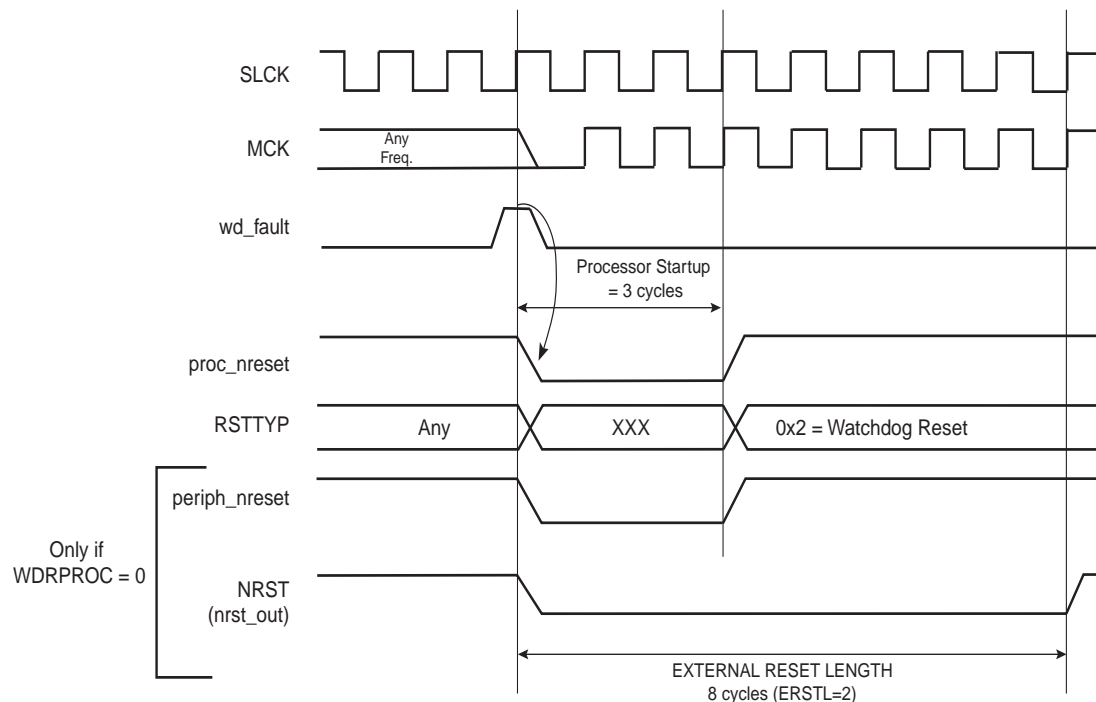 SLCK
MCK
Any
Freq.
wd_fault
Processor Startup
= 3 cycles
proc_nreset
RSTTYP
Any
XXX
0x2 = Watchdog Reset
periph_nreset
Only if
WDRPROC = 0
NRST
(nrst_out)
EXTERNAL RESET LENGTH
8 cycles (ERSTL=2)